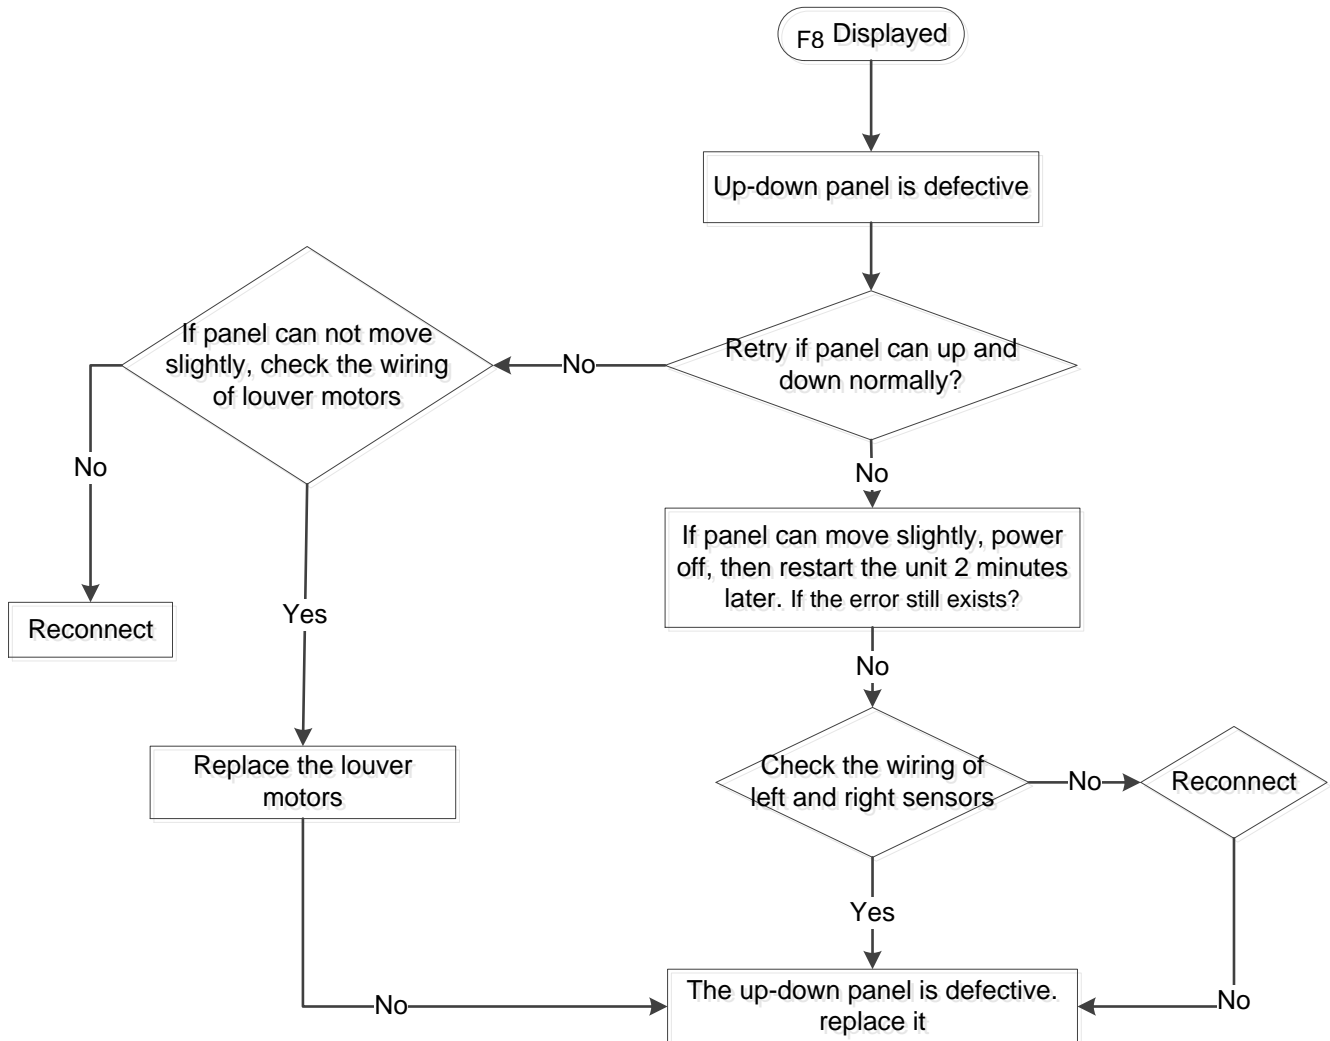 F8 Displayed
Up-down panel is defective
Retry if panel can up and
down normally?
No
If panel can not move
slightly, check the wiring
of louver motors
No
Reconnect
Yes
Replace the louver
motors
No
No
If panel can move slightly, power
off, then restart the unit 2 minutes
later. If the error still exists?
No
Check the wiring of
left and right sensors
No
Reconnect
No
Yes
The up-down panel is defective.
replace it